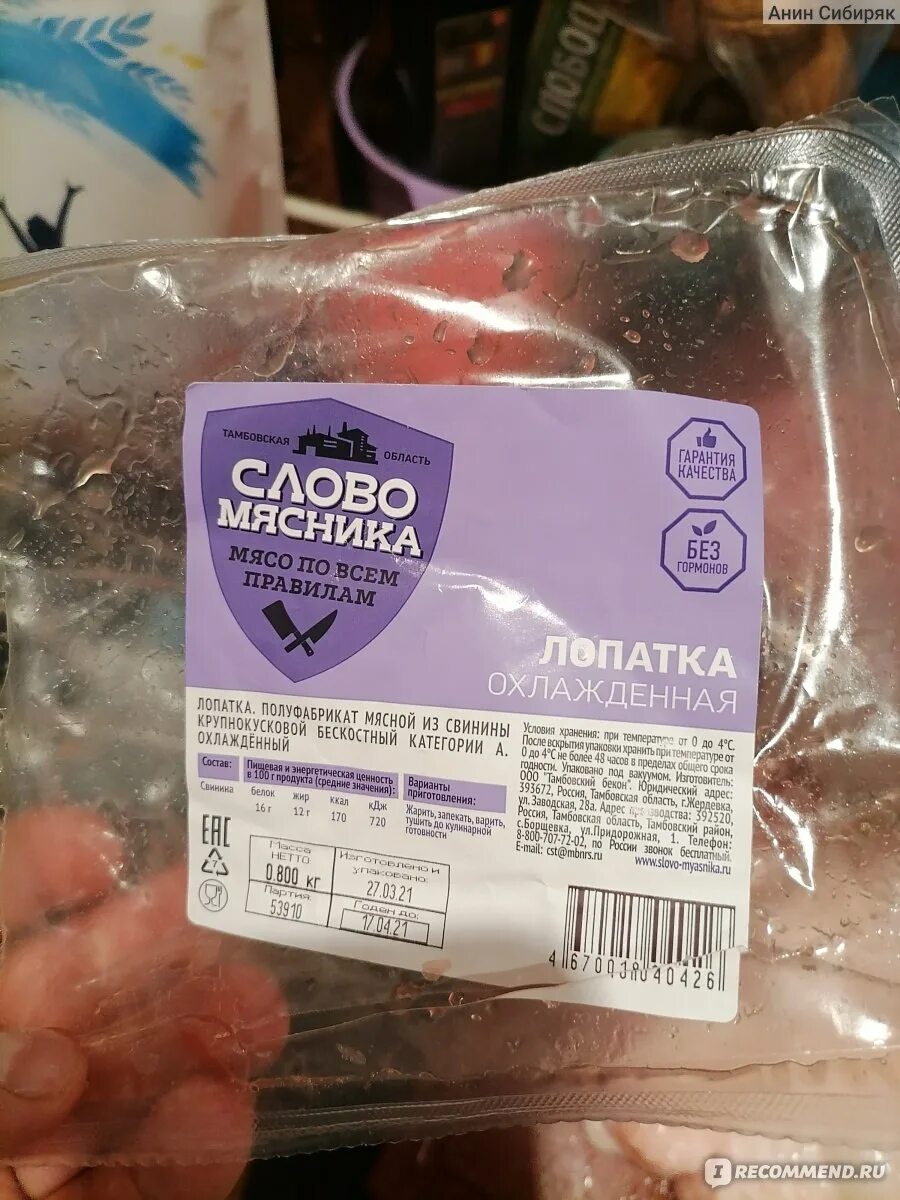 Анин Сибиряк
СЛОБОД
ТАМБОВСКАЯ
ОБЛАСТЬ
СЛОВО
МЯСНИКА
МЯСО ПО ВСЕМ
ПРАВИЛАМ
ГАРАНТИЯ
КАЧЕСТВА
БЕЗ
ГОРМОНОВ
ЛОПАТКА
ОХЛАЖДЕННАЯ
ЛОПАТКА. ПОЛУФАБРИКАТ МЯСНОЙ ИЗ СВИНИНЫ
КРУПНОКУСКОВОЙ БЕСКОСТНЫЙ КАТЕГОРИИ А.
ОХЛАЖДЁННЫЙ
Состав:
Свинина
Пищевая и энергетическая ценность
в 100 г продукта (средние значения):
белок жир ккал кДж
16 г 12 г 170 720
Варианты
приготовления:
Жарить, запекать, варить,
тушить до кулинарной
готовности
Условия хранения: при температуре от 0 до 4°С.
После вскрытия упаковки хранить при температуре от
0 до 4°С не более 48 часов в пределах общего срока
годности. Упаковано под вакуумом. Изготовитель:
ООО "Тамбовский бекон". Юридический адрес:
393672, Россия, Тамбовская область, г.Жердевка,
ул.Заводская, 28а. Адрес производства: 392520,
Россия, Тамбовская область, Тамбовский район,
с.Борщевка, ул.Придорожная, 1. Телефон:
8-800-707-72-02, по России звонок бесплатный.
E-mail: cst@mbnrs.ru
www.slovo-myasnika.ru
EAC
7
Масса
НЕТТО:
0.800 кг
Партия:
53910
Изготовлено и
упаковано:
27.03.21
Годен до:
17.04.21
4 670018 040426
IRECOMMEND.RU